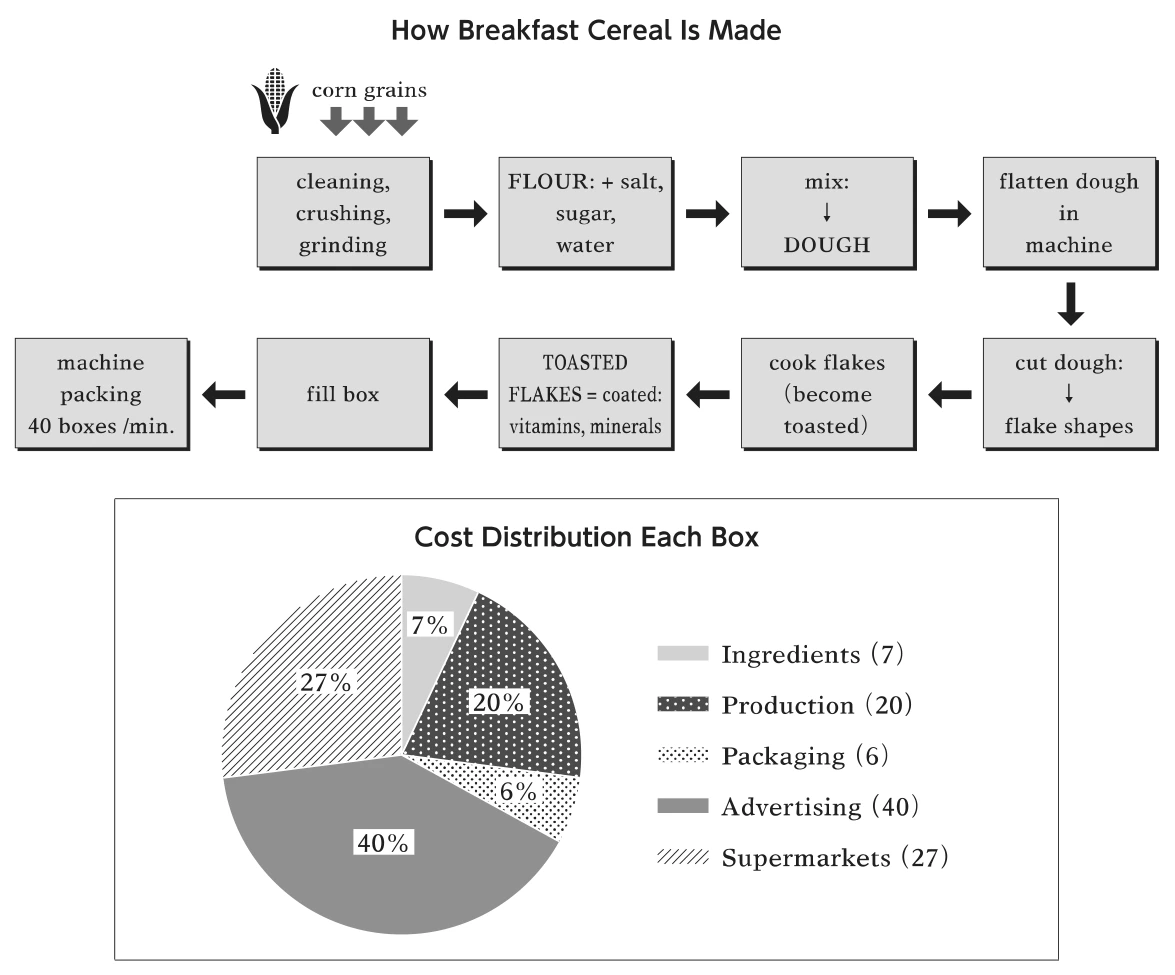 How Breakfast Cereal Is Made
corn grains
cleaning,
crushing,
grinding
FLOUR: + salt,
sugar,
water
mix:
↓
DOUGH
flatten dough
in
machine
cut dough:
↓
flake shapes
cook flakes
(become
toasted)
TOASTED
FLAKES = coated:
vitamins, minerals
fill box
machine
packing
40 boxes /min.
Cost Distribution Each Box
7%
20%
6%
40%
27%
Ingredients (7)
Production (20)
Packaging (6)
Advertising (40)
Supermarkets (27)